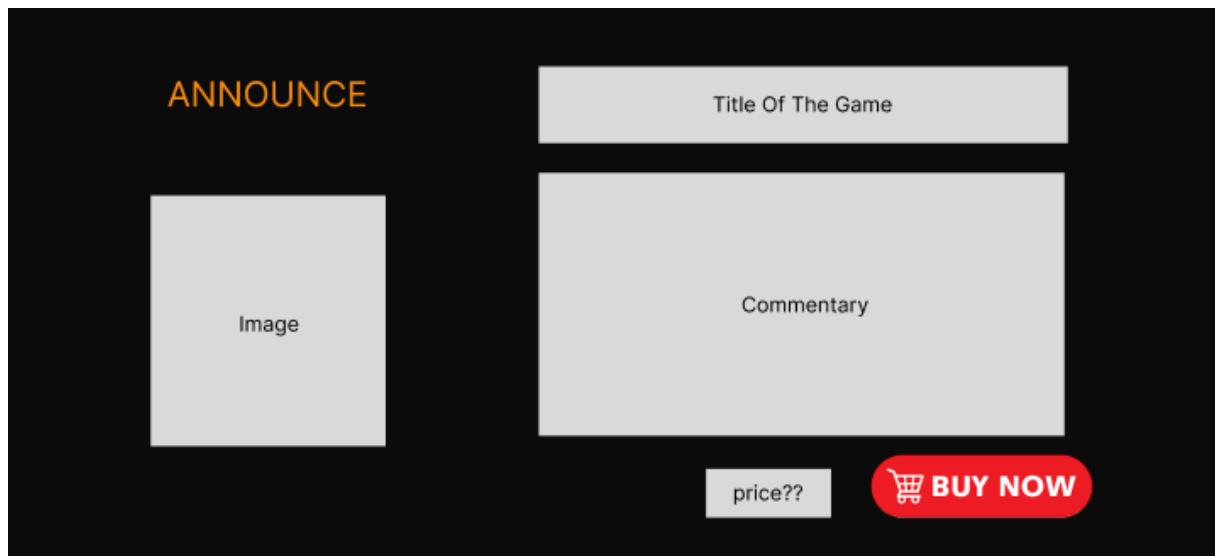 ANNOUNCE
Title Of The Game
Image
Commentary
price??
BUY NOW